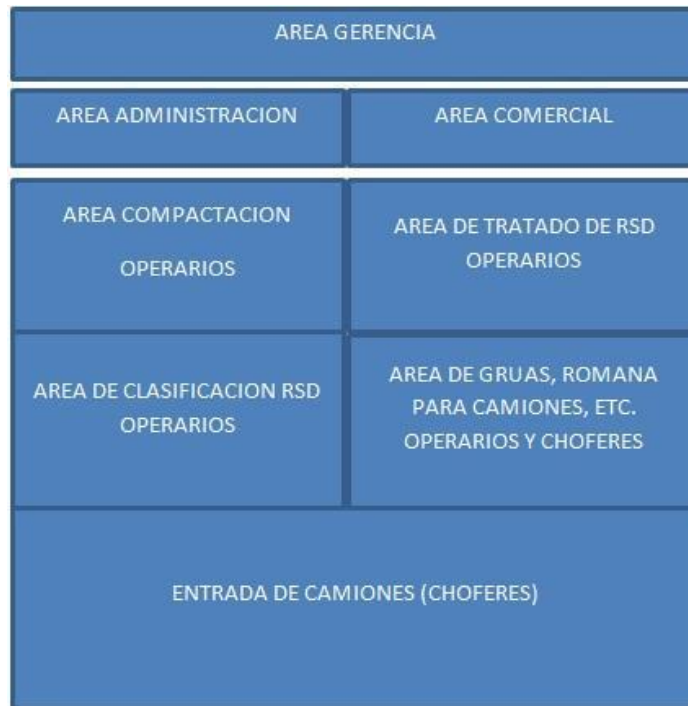 AREA GERENCIA
AREA ADMINISTRACION
AREA COMERCIAL
AREA COMPACTACION
OPERARIOS
AREA DE TRATADO DE RSD
OPERARIOS
AREA DE CLASIFICACION RSD
OPERARIOS
AREA DE GRUAS, ROMANA
PARA CAMIONES, ETC.
OPERARIOS Y CHOFERES
ENTRADA DE CAMIONES (CHOFERES)